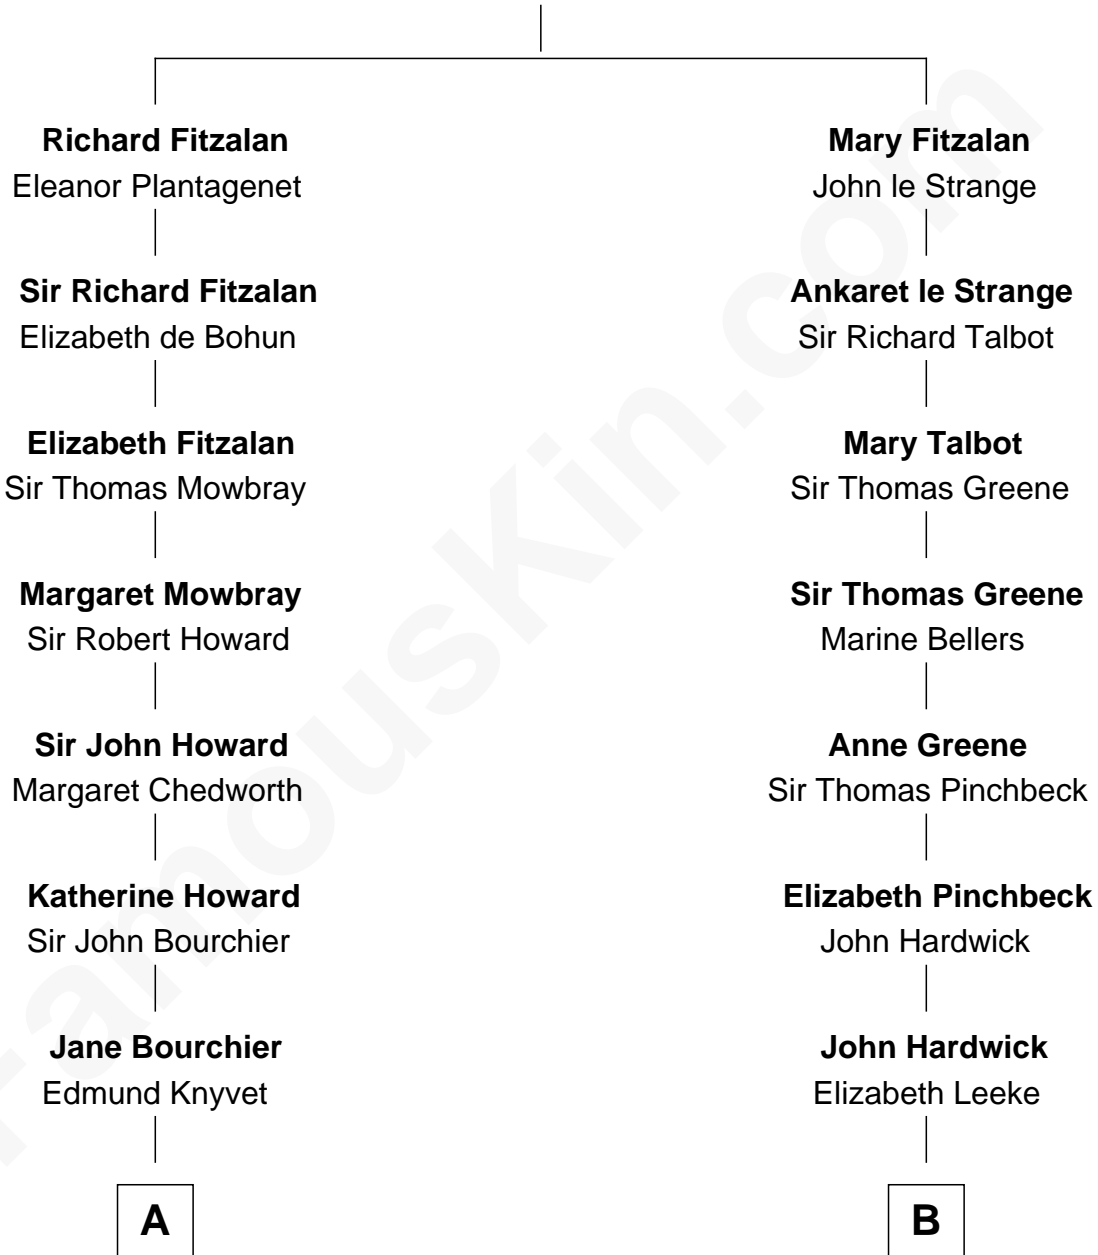 Richard Fitzalan
Eleanor Plantagenet
Sir Richard Fitzalan
Elizabeth de Bohun
Elizabeth Fitzalan
Sir Thomas Mowbray
Margaret Mowbray
Sir Robert Howard
Sir John Howard
Margaret Chedworth
Katherine Howard
Sir John Bourchier
Jane Bourchier
Edmund Knyvet
A
Mary Fitzalan
John le Strange
Ankaret le Strange
Sir Richard Talbot
Mary Talbot
Sir Thomas Greene
Sir Thomas Greene
Marine Bellers
Anne Greene
Sir Thomas Pinchbeck
Elizabeth Pinchbeck
John Hardwick
John Hardwick
Elizabeth Leeke
B
FamousKin.com